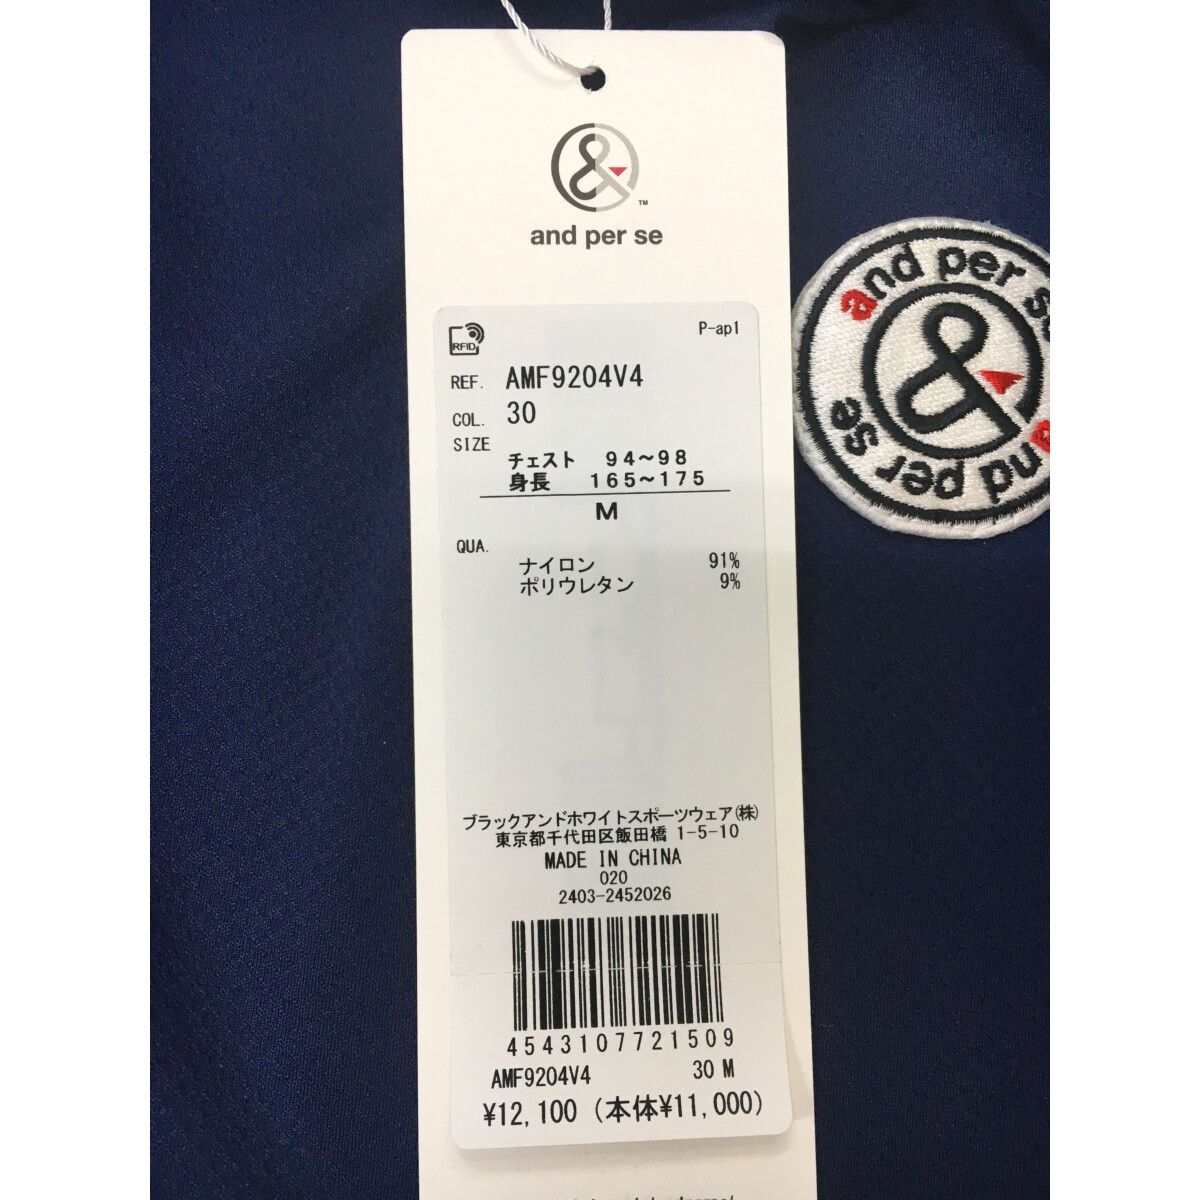 &
TM
and per se
and per se
&
and per se
RFID
P-ap1
REF. AMF9204V4
COL. 30
SIZE
チェスト 94～98
身長 165～175
M
QUA.
ナイロン 91%
ポリウレタン 9%
ブラックアンドホワイトスポーツウェア(株)
東京都千代田区飯田橋 1-5-10
MADE IN CHINA
020
2403-2452026
4543107721509
AMF9204V4 30 M
¥12,100 (本体¥11,000)